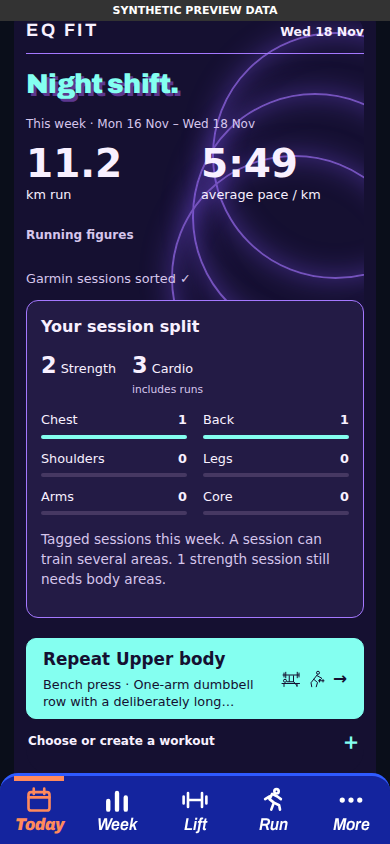 SYNTHETIC PREVIEW DATA
EQ FIT
Wed 18 Nov
Night shift.
This week · Mon 16 Nov – Wed 18 Nov
11.2
5:49
km run
average pace / km
Running figures
Garmin sessions sorted ✓
Your session split
2 Strength
3 Cardio
includes runs
Chest 1
Back 1
Shoulders 0
Legs 0
Arms 0
Core 0
Tagged sessions this week. A session can
train several areas. 1 strength session still
needs body areas.
Repeat Upper body
Bench press · One-arm dumbbell
row with a deliberately long… →
Choose or create a workout +
Today
Week
Lift
Run
More